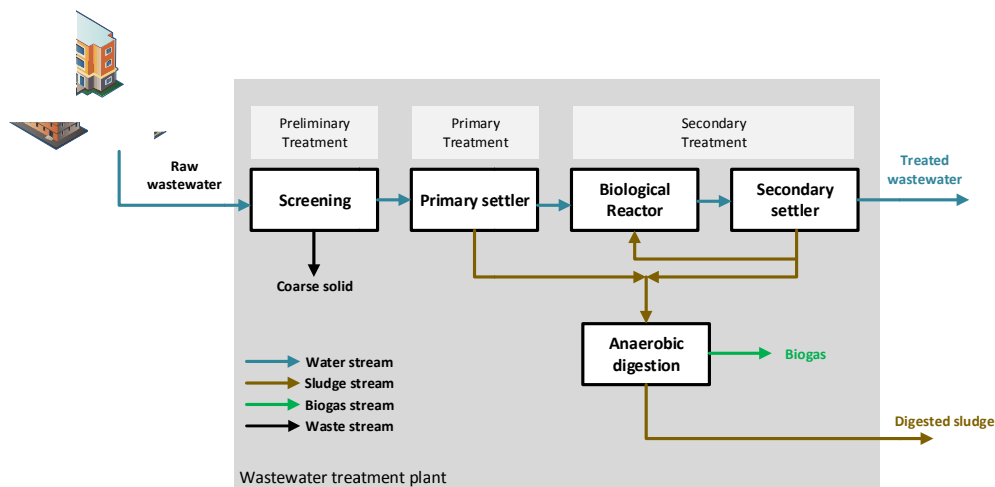 Preliminary
Treatment
Primary
Treatment
Secondary
Treatment
Raw
wastewater
Screening
Primary settler
Biological
Reactor
Secondary
settler
Treated
wastewater
Coarse solid
Anaerobic
digestion
Biogas
Water stream
Sludge stream
Biogas stream
Waste stream
Digested sludge
Wastewater treatment plant